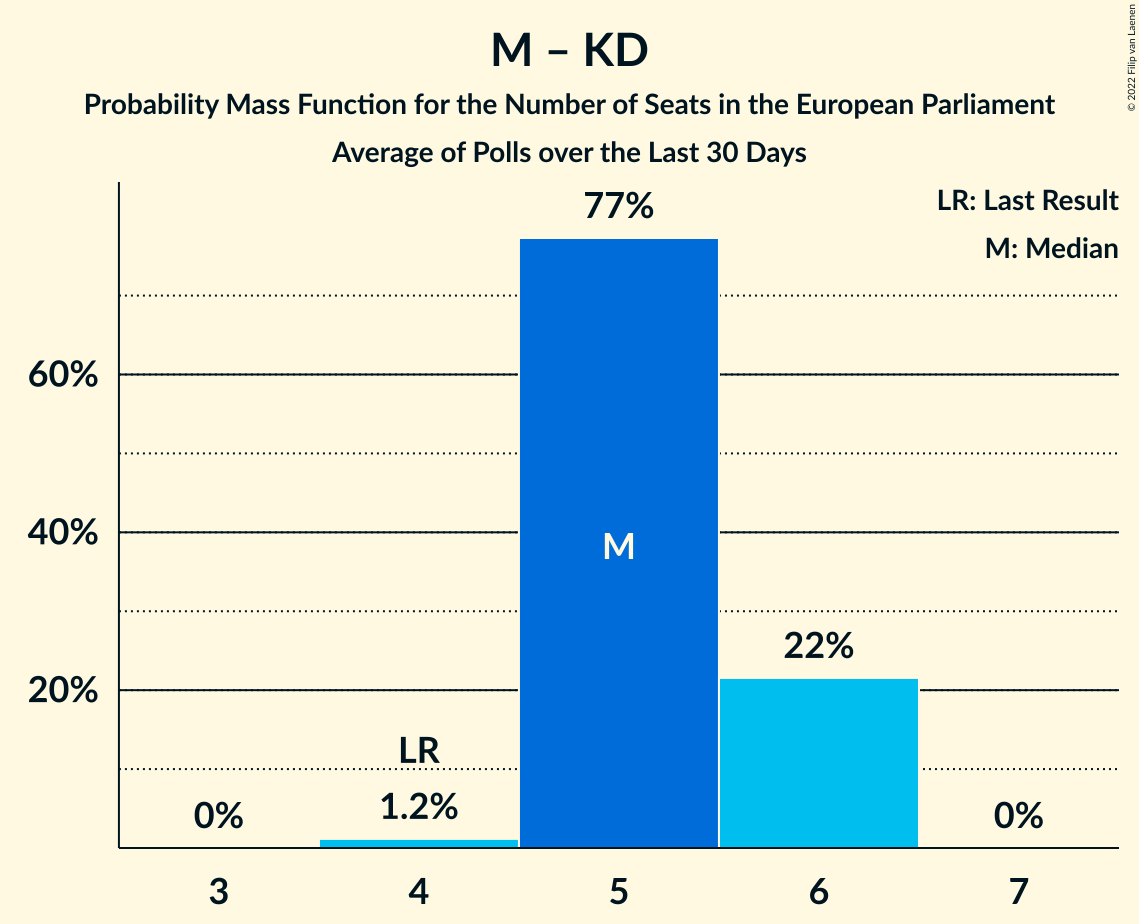 M – KD
Probability Mass Function for the Number of Seats in the European Parliament
Average of Polls over the Last 30 Days
© 2022 Filip van Laenen
LR: Last Result
M: Median
77%
60%
40%
M
22%
20%
LR
0%
1.2%
0%
3 4 5 6 7